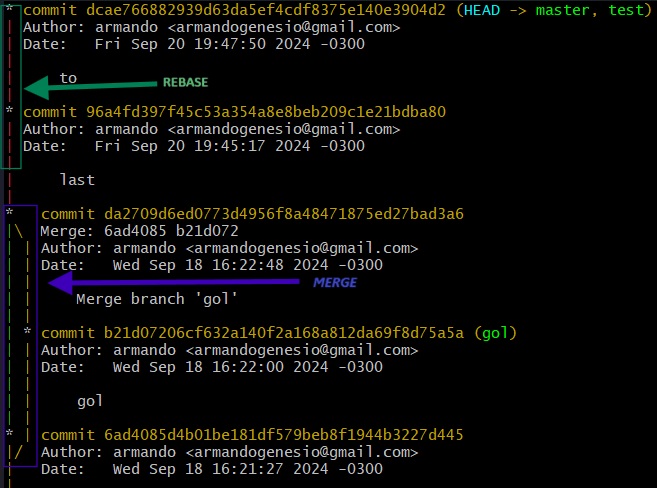 * commit dcae766882939d63da5ef4cdf8375e140e3904d2 (HEAD -> master, test)
| Author: armando <armandogenesio@gmail.com>
| Date:   Fri Sep 20 19:47:50 2024 -0300
|
|     to
REBASE
|
* commit 96a4fd397f45c53a354a8e8beb209c1e21bdba80
| Author: armando <armandogenesio@gmail.com>
| Date:   Fri Sep 20 19:45:17 2024 -0300
|
|     last
|
*   commit da2709d6ed0773d4956f8a48471875ed27bad3a6
|\  Merge: 6ad4085 b21d072
| | Author: armando <armandogenesio@gmail.com>
| | Date:   Wed Sep 18 16:22:48 2024 -0300
| |
MERGE
| |     Merge branch 'gol'
| |
| * commit b21d07206cf632a140f2a168a812da69f8d75a5a (gol)
| | Author: armando <armandogenesio@gmail.com>
| | Date:   Wed Sep 18 16:22:00 2024 -0300
| |
| |     gol
| |
* | commit 6ad4085d4b01be181df579beb8f1944b3227d445
|/  Author: armando <armandogenesio@gmail.com>
|   Date:   Wed Sep 18 16:21:27 2024 -0300
|